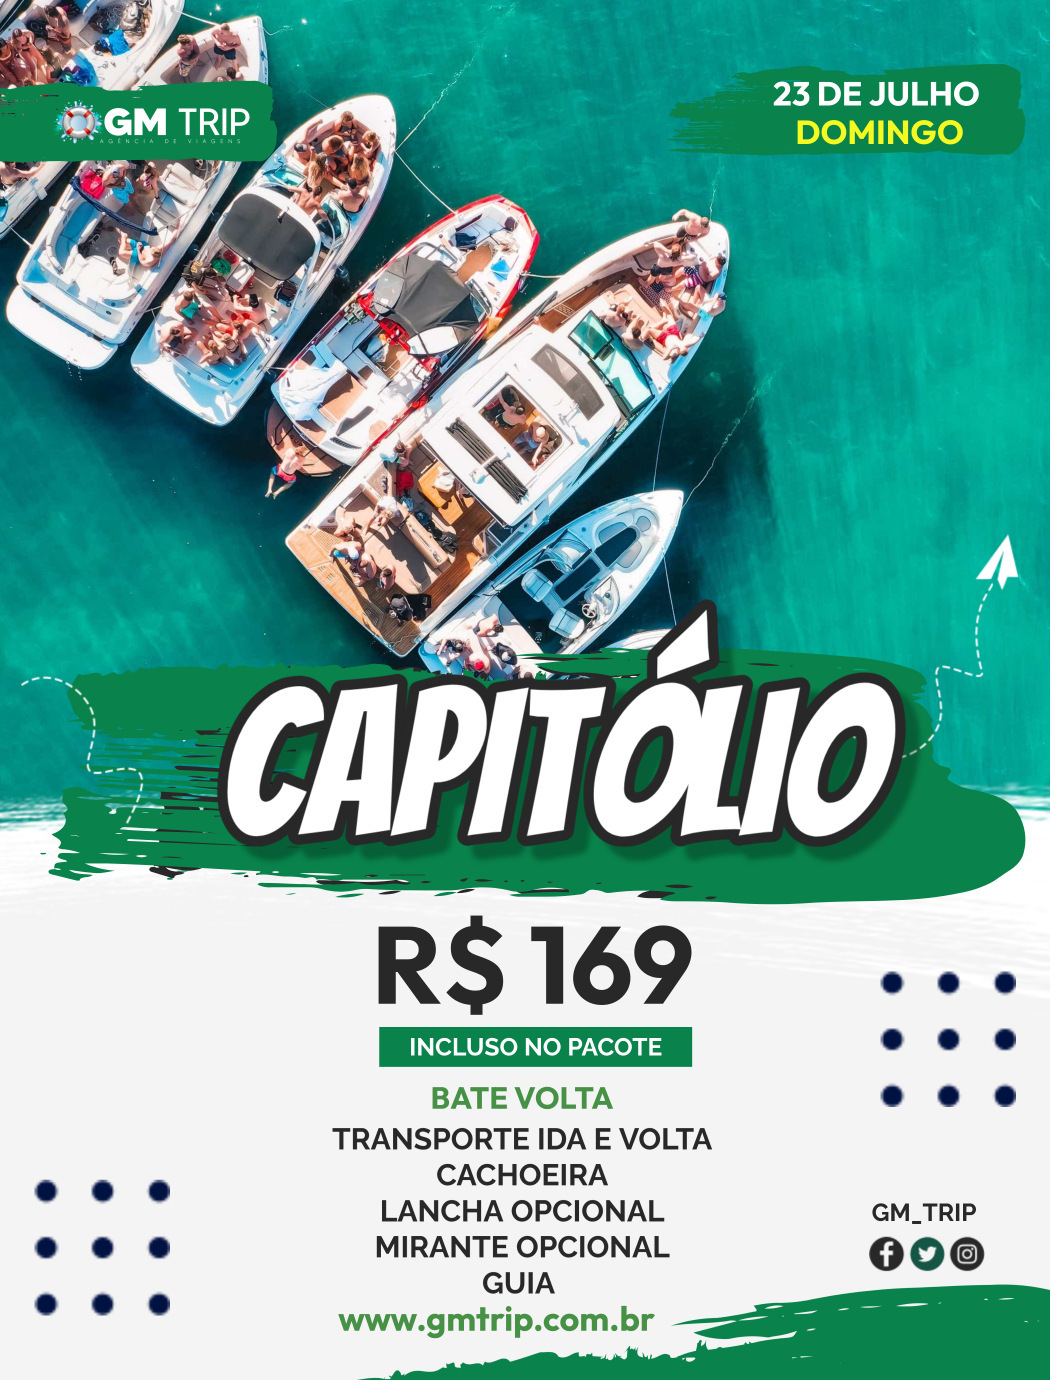 GM TRIP
AGÊNCIA DE VIAGENS
23 DE JULHO
DOMINGO
CAPITÓLIO
R$ 169
INCLUSO NO PACOTE
BATE VOLTA
TRANSPORTE IDA E VOLTA
CACHOEIRA
LANCHA OPCIONAL
MIRANTE OPCIONAL
GUIA
www.gmtrip.com.br
GM_TRIP